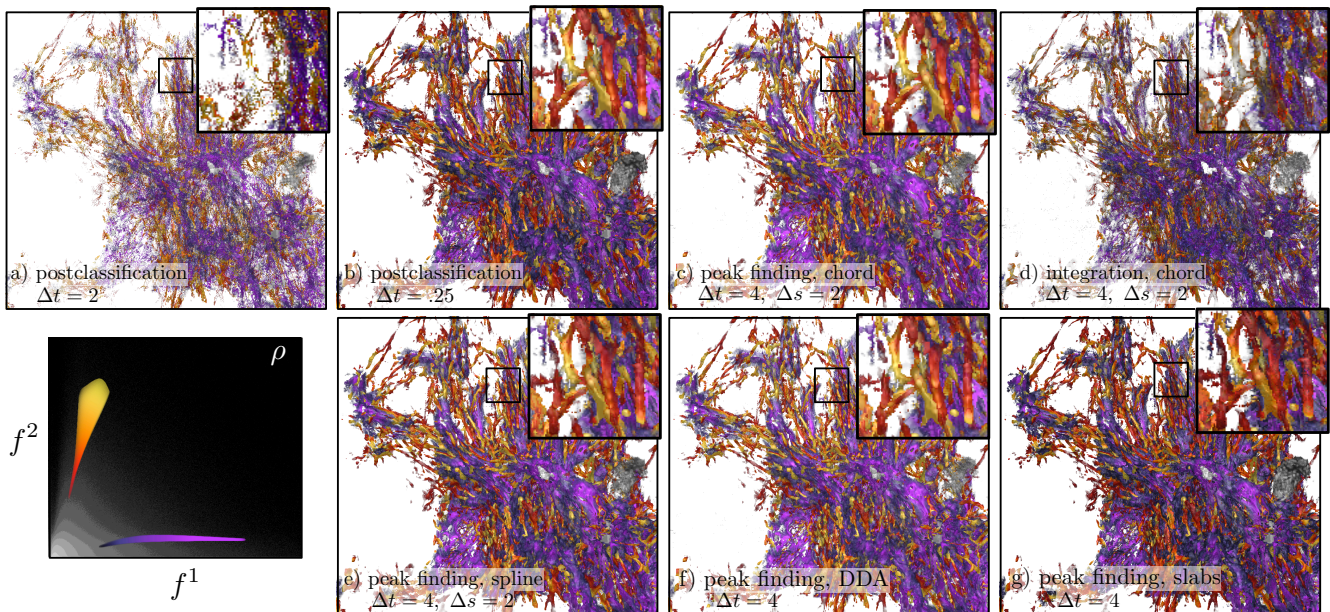 a) postclassification
Δt = 2
b) postclassification
Δt = .25
c) peak finding, chord
Δt = 4, Δs = 2
d) integration, chord
Δt = 4, Δs = 2
ρ
f²
f¹
e) peak finding, spline
Δt = 4, Δs = 2
f) peak finding, DDA
Δt = 4
g) peak finding, slabs
Δt = 4